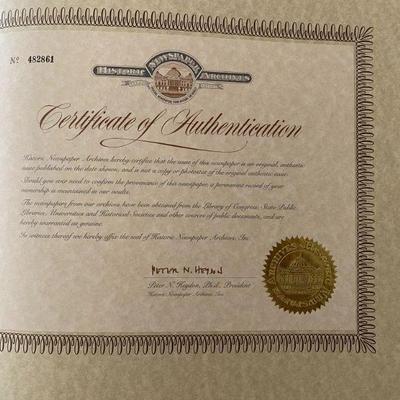 Nº 482861
HISTORIC NEWSPAPER ARCHIVES
Certificate of Authentication
Historic Newspaper Archives hereby certifies that the issue of this newspaper is an original, authentic
issue published on the date shown; and is not a copy or photostat of the original authentic issue.
Should you ever need to confirm the provenance of this newspaper, a permanent record of your
ownership is maintained in our vaults.
The newspapers from our archives have been obtained from the Library of Congress, State Public
Libraries, Universities and Historical Societies and other sources of public documents, and are
hereby warranted as genuine.
In witness thereof we hereby affix the seal of Historic Newspaper Archives, Inc.
PETER N. HEYDON
Peter N. Heydon, Ph.D., President
Historic Newspaper Archives, Inc.